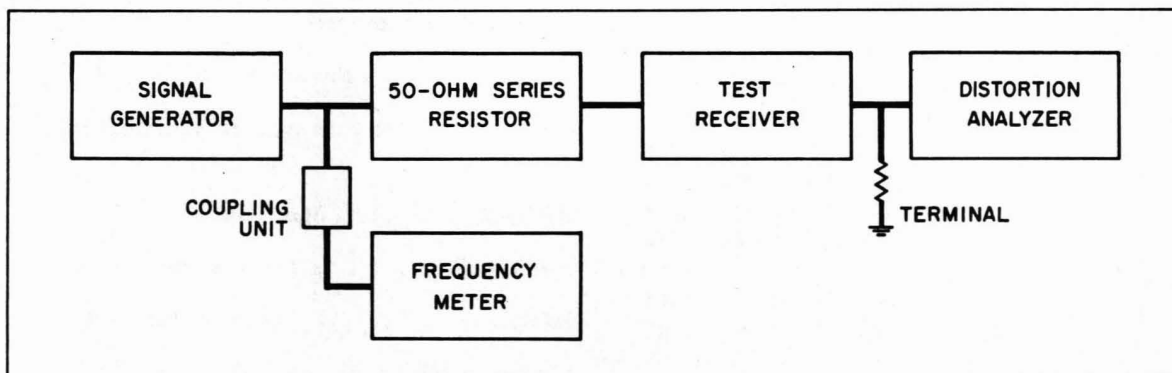 SIGNAL
GENERATOR
50-OHM SERIES
RESISTOR
TEST
RECEIVER
DISTORTION
ANALYZER
COUPLING
UNIT
TERMINAL
FREQUENCY
METER